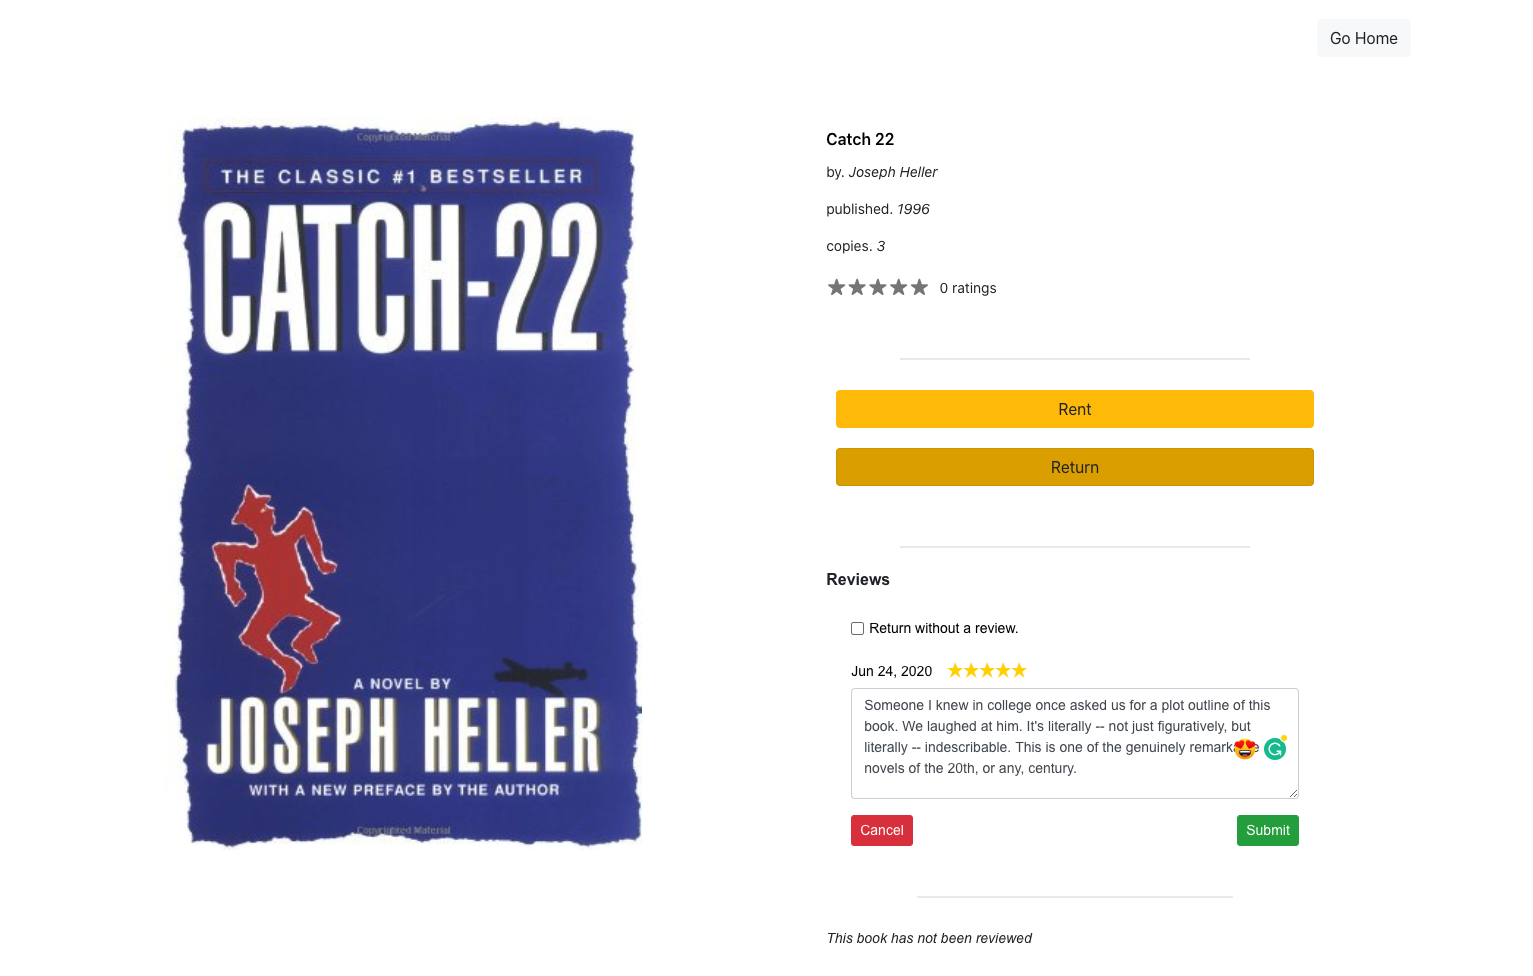 Go Home
Copyrighted Material
THE CLASSIC #1 BESTSELLER
CATCH-22
A NOVEL BY
JOSEPH HELLER
WITH A NEW PREFACE BY THE AUTHOR
Copyrighted Material
Catch 22
by. Joseph Heller
published. 1996
copies. 3
0 ratings
Rent
Return
Reviews
Return without a review.
Jun 24, 2020
Someone I knew in college once asked us for a plot outline of this
book. We laughed at him. It's literally -- not just figuratively, but
literally -- indescribable. This is one of the genuinely
novels of the 20th, or any, century.
Cancel
Submit
This book has not been reviewed